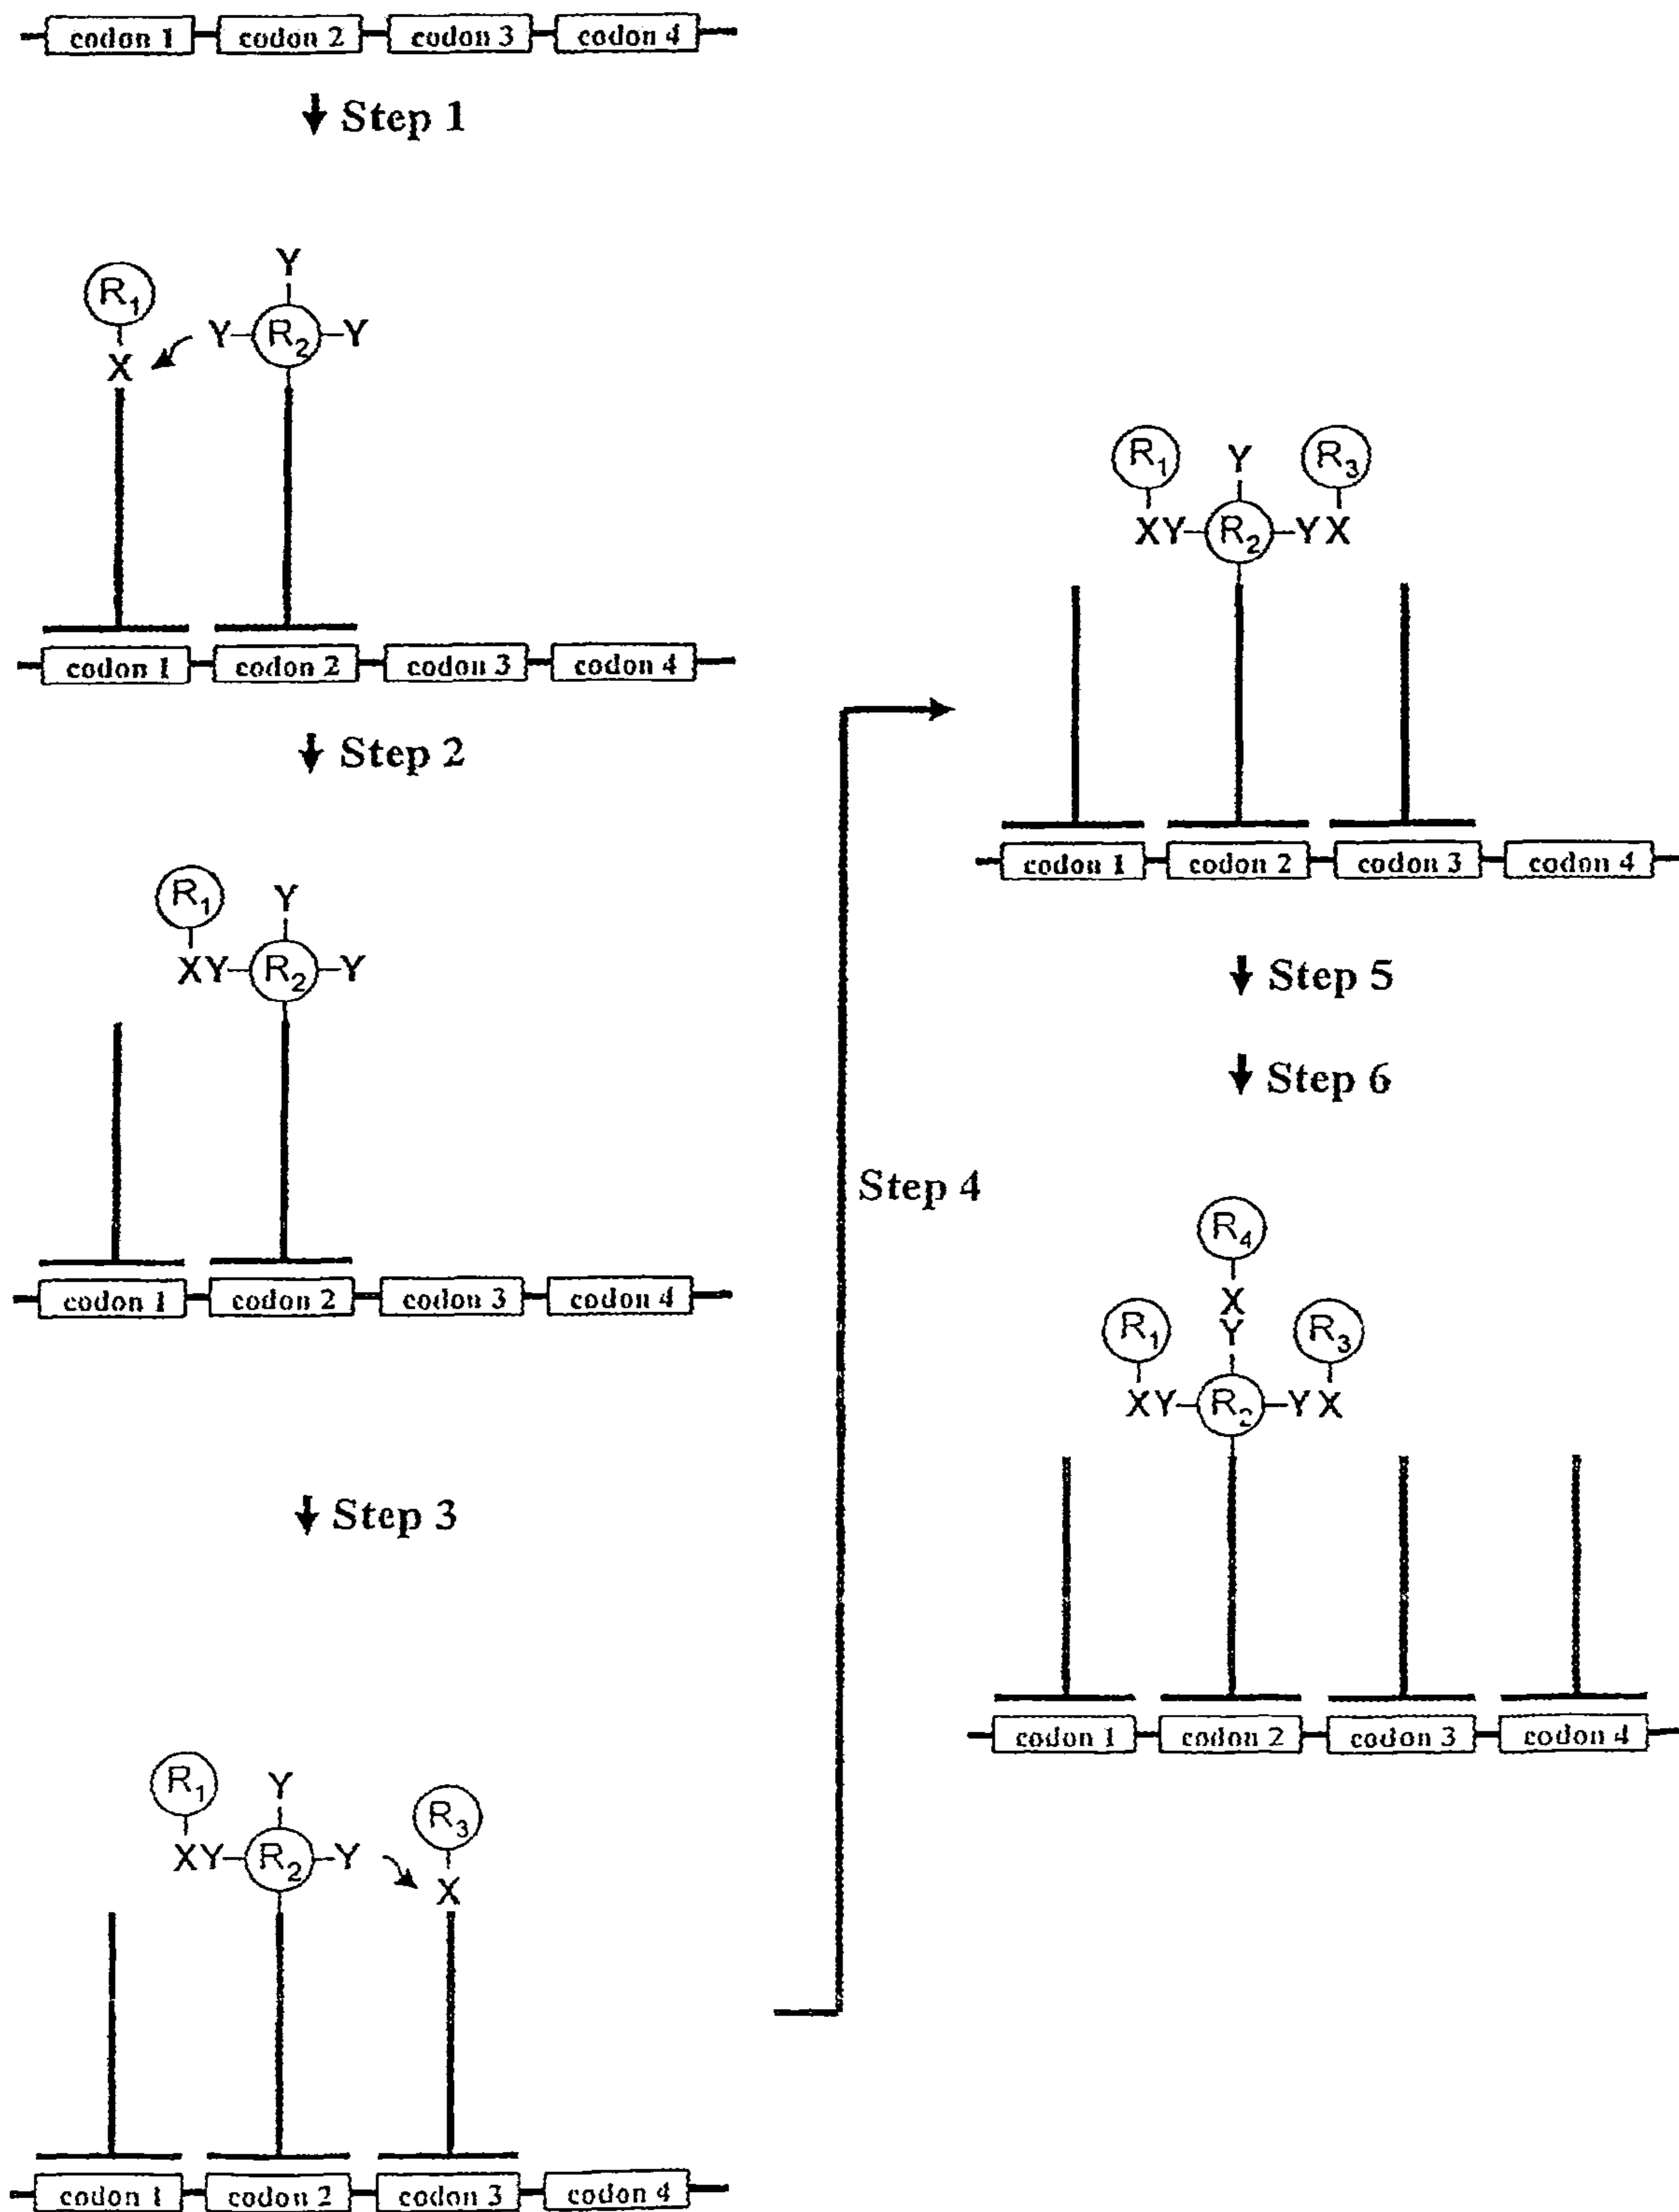 codon 1 codon 2 codon 3 codon 4
Step 1
R1 Y
X Y R2 Y
codon 1 codon 2 codon 3 codon 4
Step 2
R1 Y
XY R2 Y
codon 1 codon 2 codon 3 codon 4
Step 3
R1 Y R3
XY R2 Y X
codon 1 codon 2 codon 3 codon 4
Step 4
R1 Y R3
XY R2 YX
codon 1 codon 2 codon 3 codon 4
Step 5
Step 6
R4
X
R1 Y R3
XY R2 YX
codon 1 codon 2 codon 3 codon 4